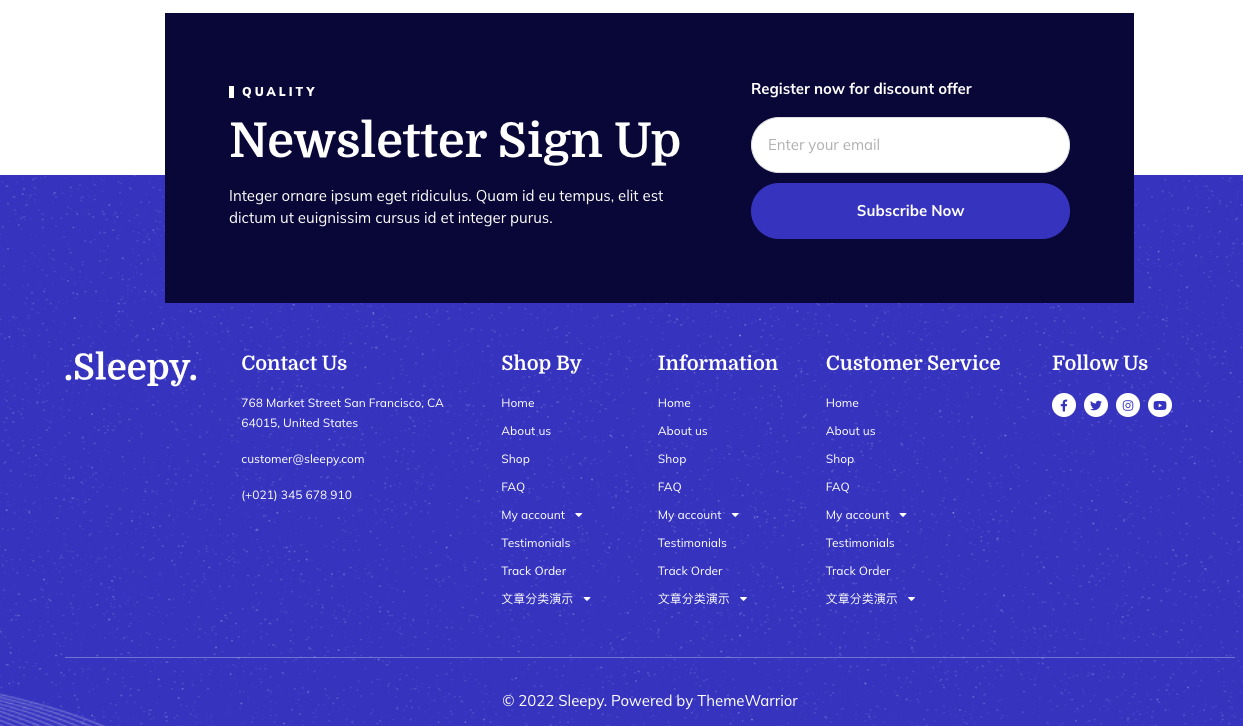 QUALITY
Newsletter Sign Up
Integer ornare ipsum eget ridiculus. Quam id eu tempus, elit est
dictum ut euignissim cursus id et integer purus.
Register now for discount offer
Enter your email
Subscribe Now
.Sleepy.
Contact Us
768 Market Street San Francisco, CA
64015, United States
customer@sleepy.com
(+021) 345 678 910
Shop By
Home
About us
Shop
FAQ
My account
Testimonials
Track Order
文章分类演示
Information
Home
About us
Shop
FAQ
My account
Testimonials
Track Order
文章分类演示
Customer Service
Home
About us
Shop
FAQ
My account
Testimonials
Track Order
文章分类演示
Follow Us
© 2022 Sleepy. Powered by ThemeWarrior